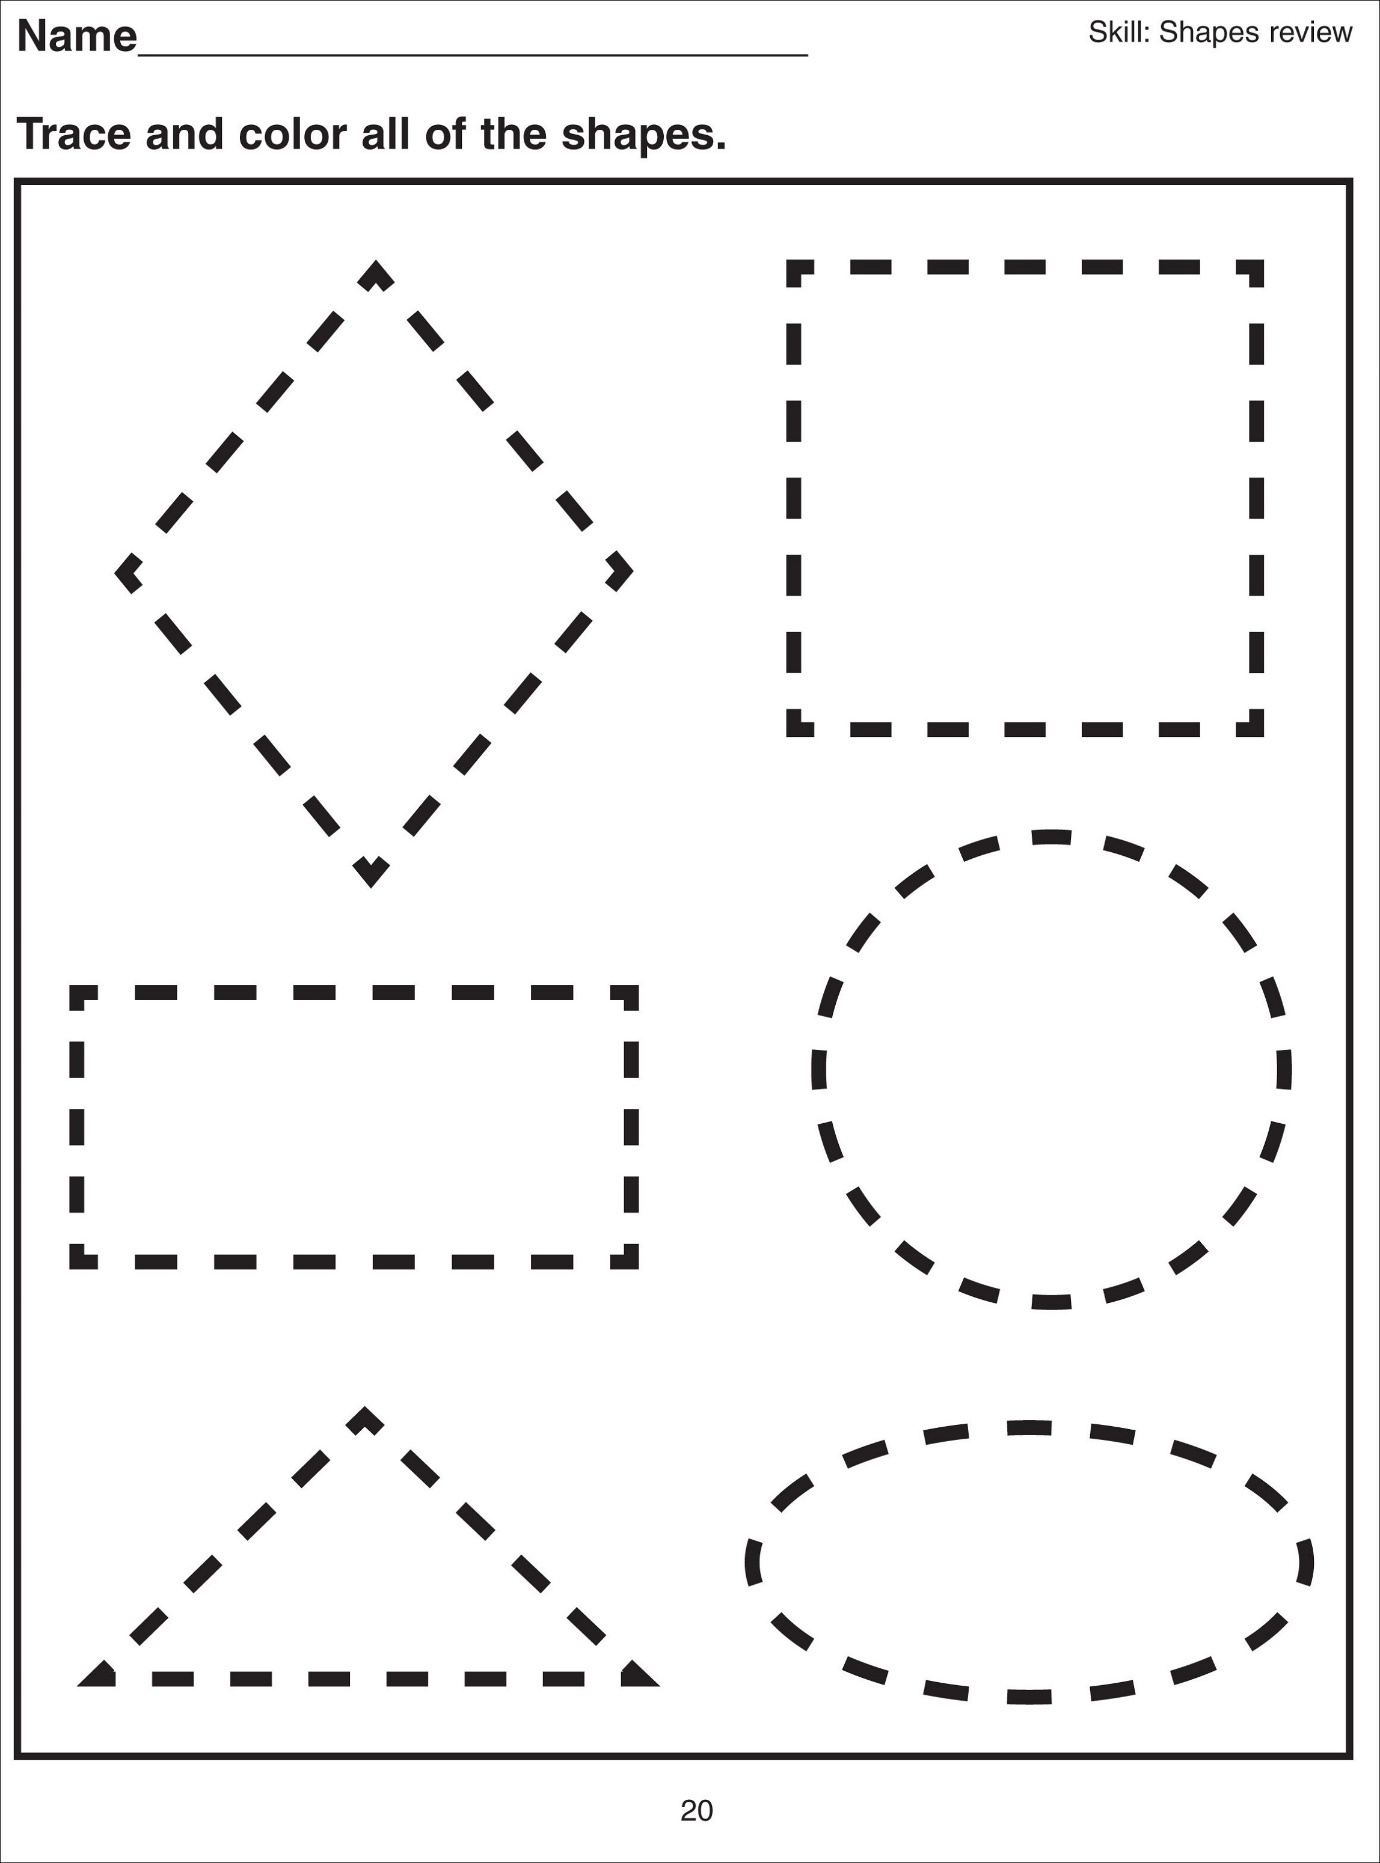 Name
Skill: Shapes review
Trace and color all of the shapes.
20